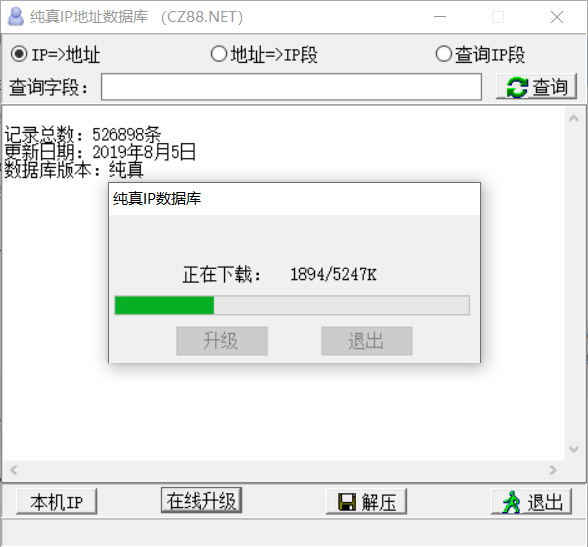 纯真IP地址数据库 （CZ88.NET）
IP=>地址 地址=>IP段 查询IP段
查询字段： 查询
记录总数：526898条
更新日期：2019年8月5日
数据库版本：纯真
纯真IP数据库
正在下载： 1894/5247K
升级 退出
本机IP 在线升级 解压 退出